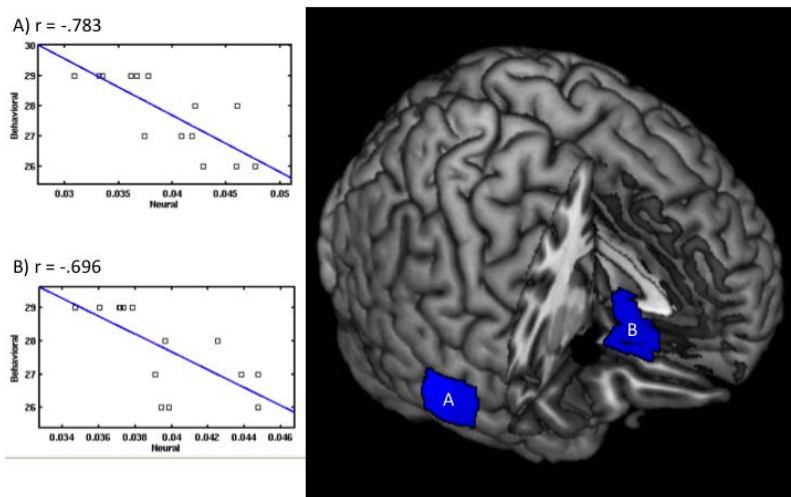 A) r = -.783
30
29
28
27
26
Behavioral
0.03 0.035 0.04 0.045 0.05
Neural
B) r = -.696
29
28
27
26
Behavioral
0.034 0.036 0.038 0.04 0.042 0.044 0.046
Neural
A
B